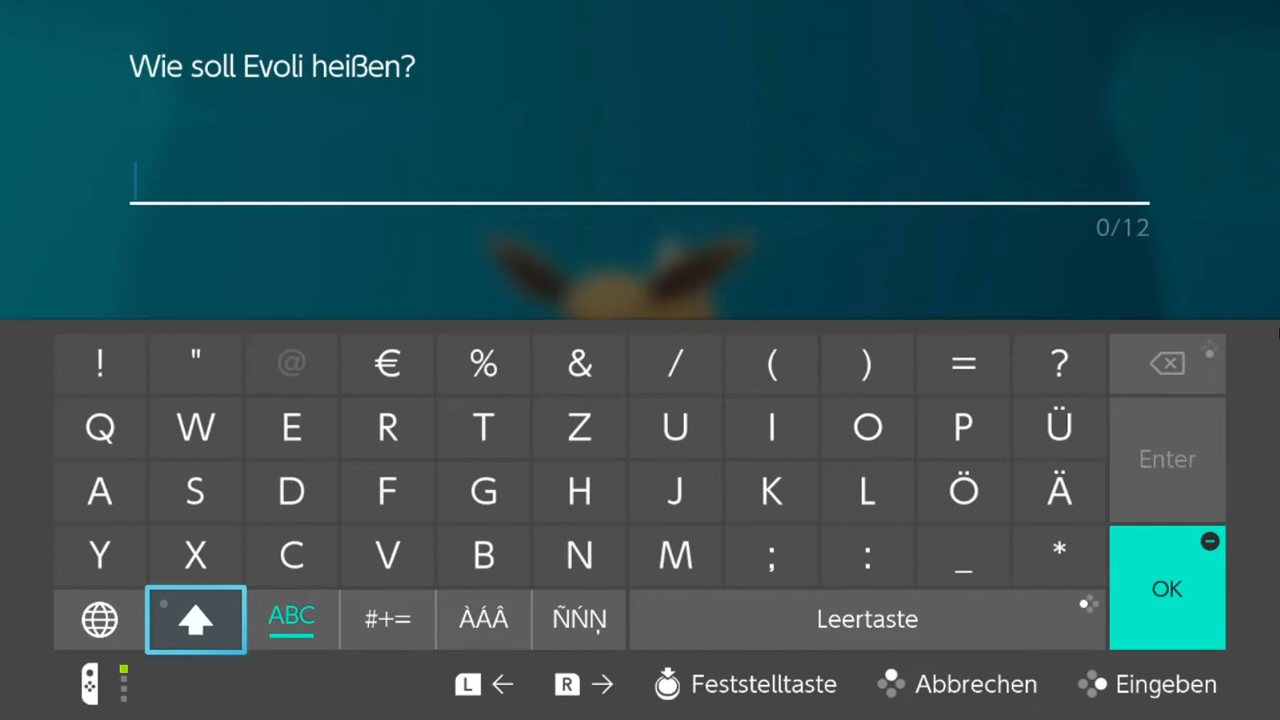 Wie soll Evoli heißen?
0/12
! " @ € % & / ( ) = ?
Q W E R T Z U I O P Ü
Enter
A S D F G H J K L Ö Ä
Y X C V B N M ; : _ *
OK
ABC #+= ÀÁÂ ÑŃŅ Leertaste
L ← R → Feststelltaste Abbrechen Eingeben